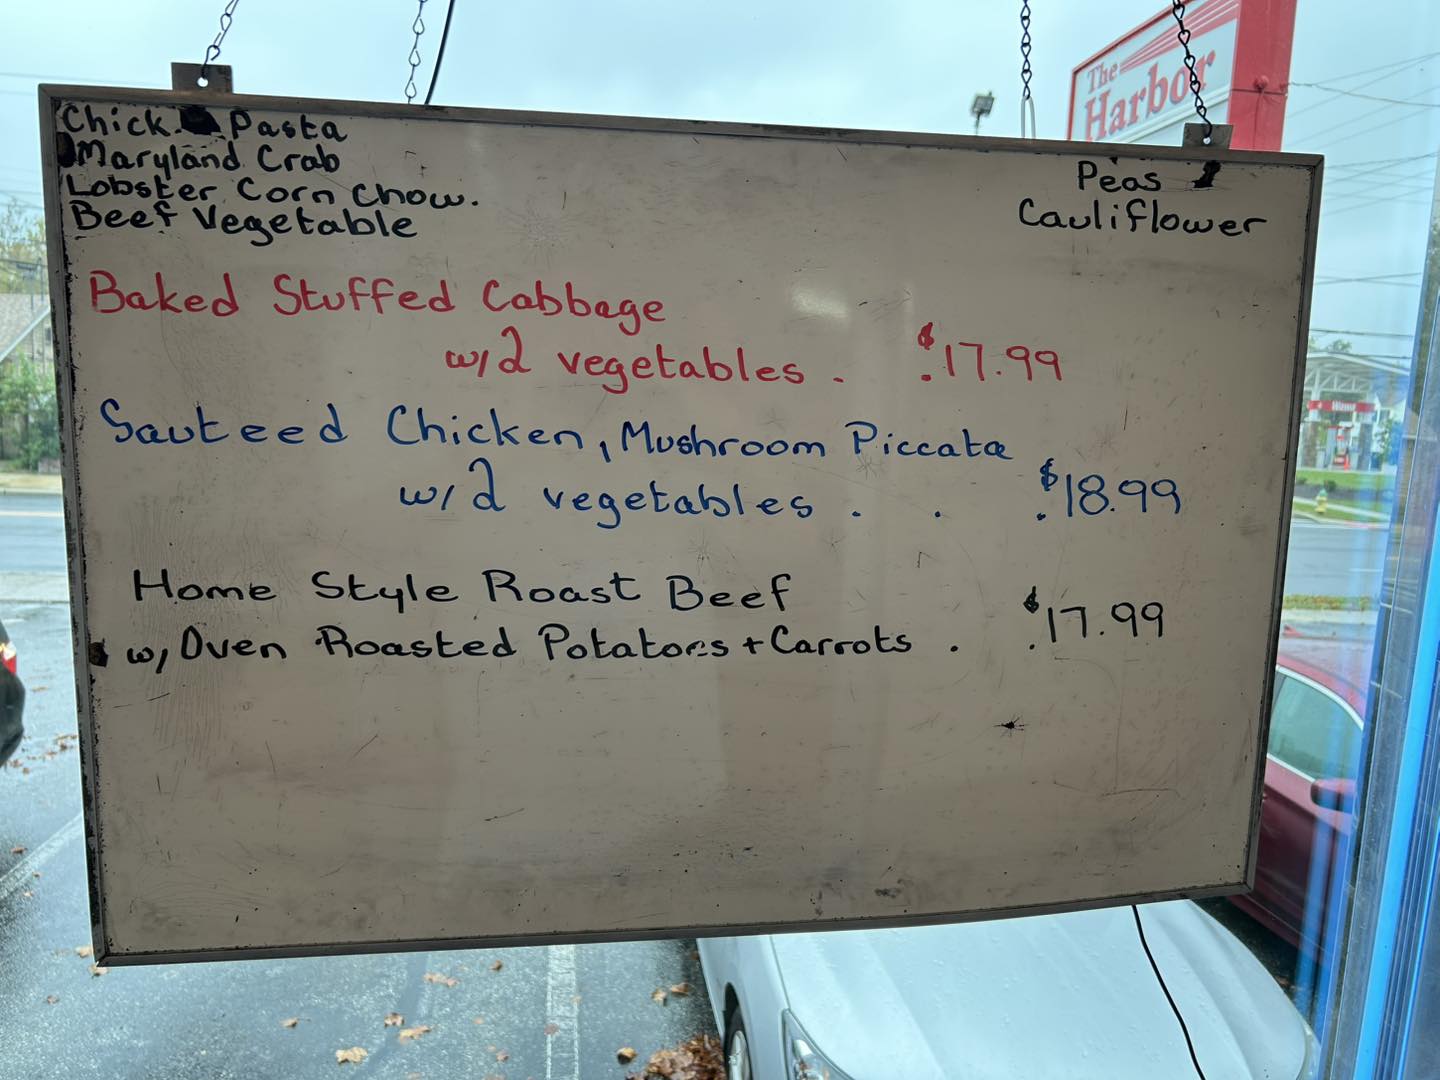 The
Harbor
Chick. Pasta
Maryland Crab
Lobster Corn Chow.
Beef Vegetable
Peas
Cauliflower
Baked Stuffed Cabbage
w/2 vegetables . . $17.99
Sauteed Chicken, Mushroom Piccata
w/2 vegetables . . . $18.99
Home Style Roast Beef
w/ Oven Roasted Potatoes + Carrots . . $17.99